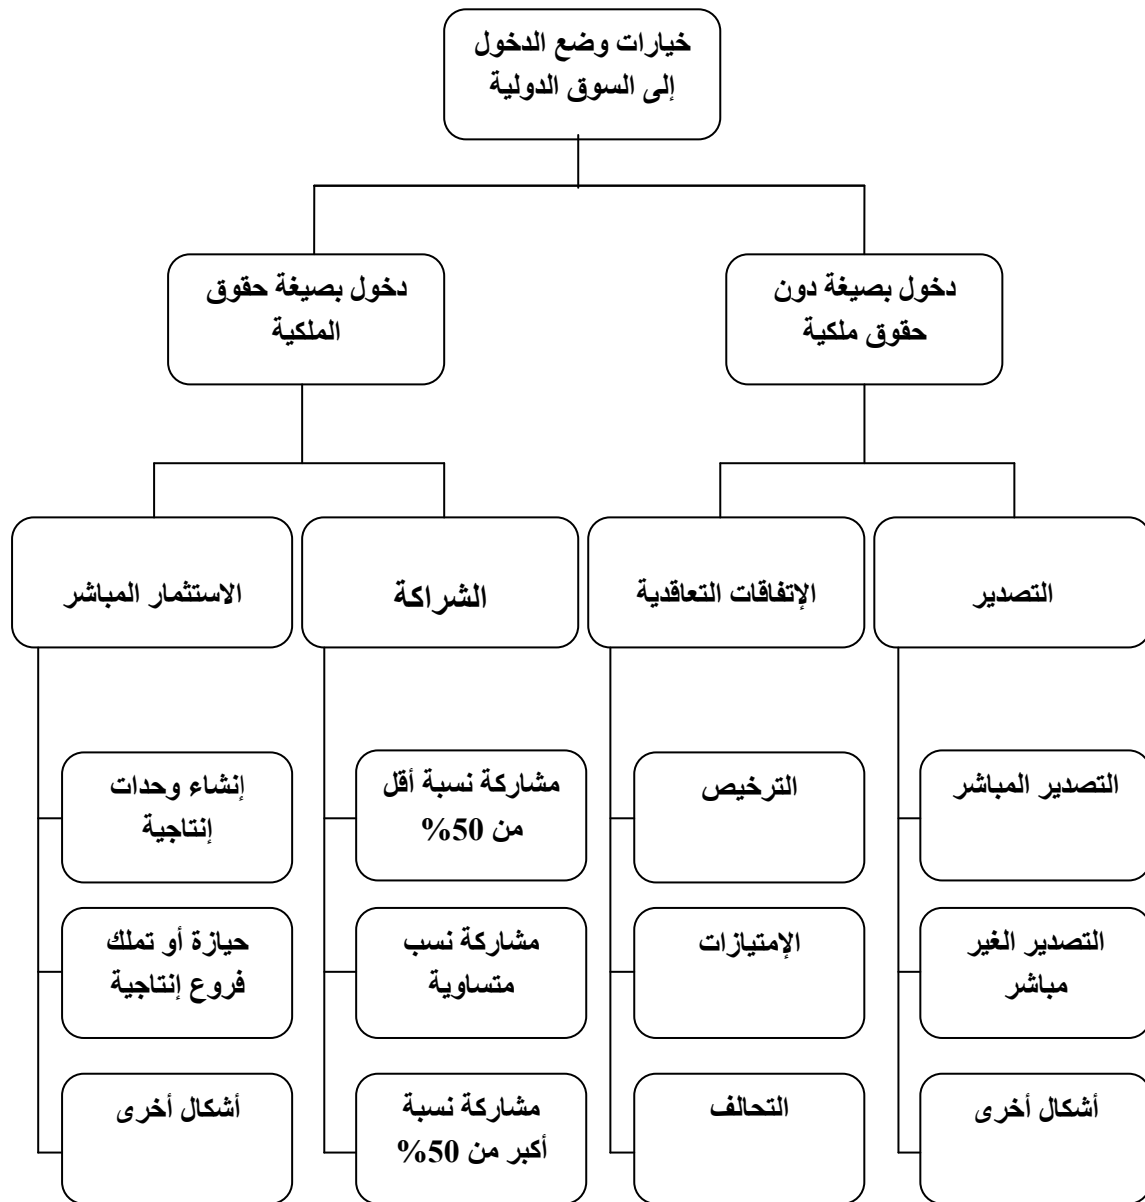 خيارات وضع الدخول
إلى السوق الدولية
دخول بصيغة دون
حقوق ملكية
دخول بصيغة حقوق
الملكية
التصدير
الإتفاقات التعاقدية
الشراكة
الاستثمار المباشر
التصدير المباشر
الترخيص
مشاركة نسبة أقل
من 50%
إنشاء وحدات
إنتاجية
التصدير الغير
مباشر
الإمتيازات
مشاركة نسب
متساوية
حيازة أو تملك
فروع إنتاجية
أشكال أخرى
التحالف
مشاركة نسبة
أكبر من 50%
أشكال أخرى